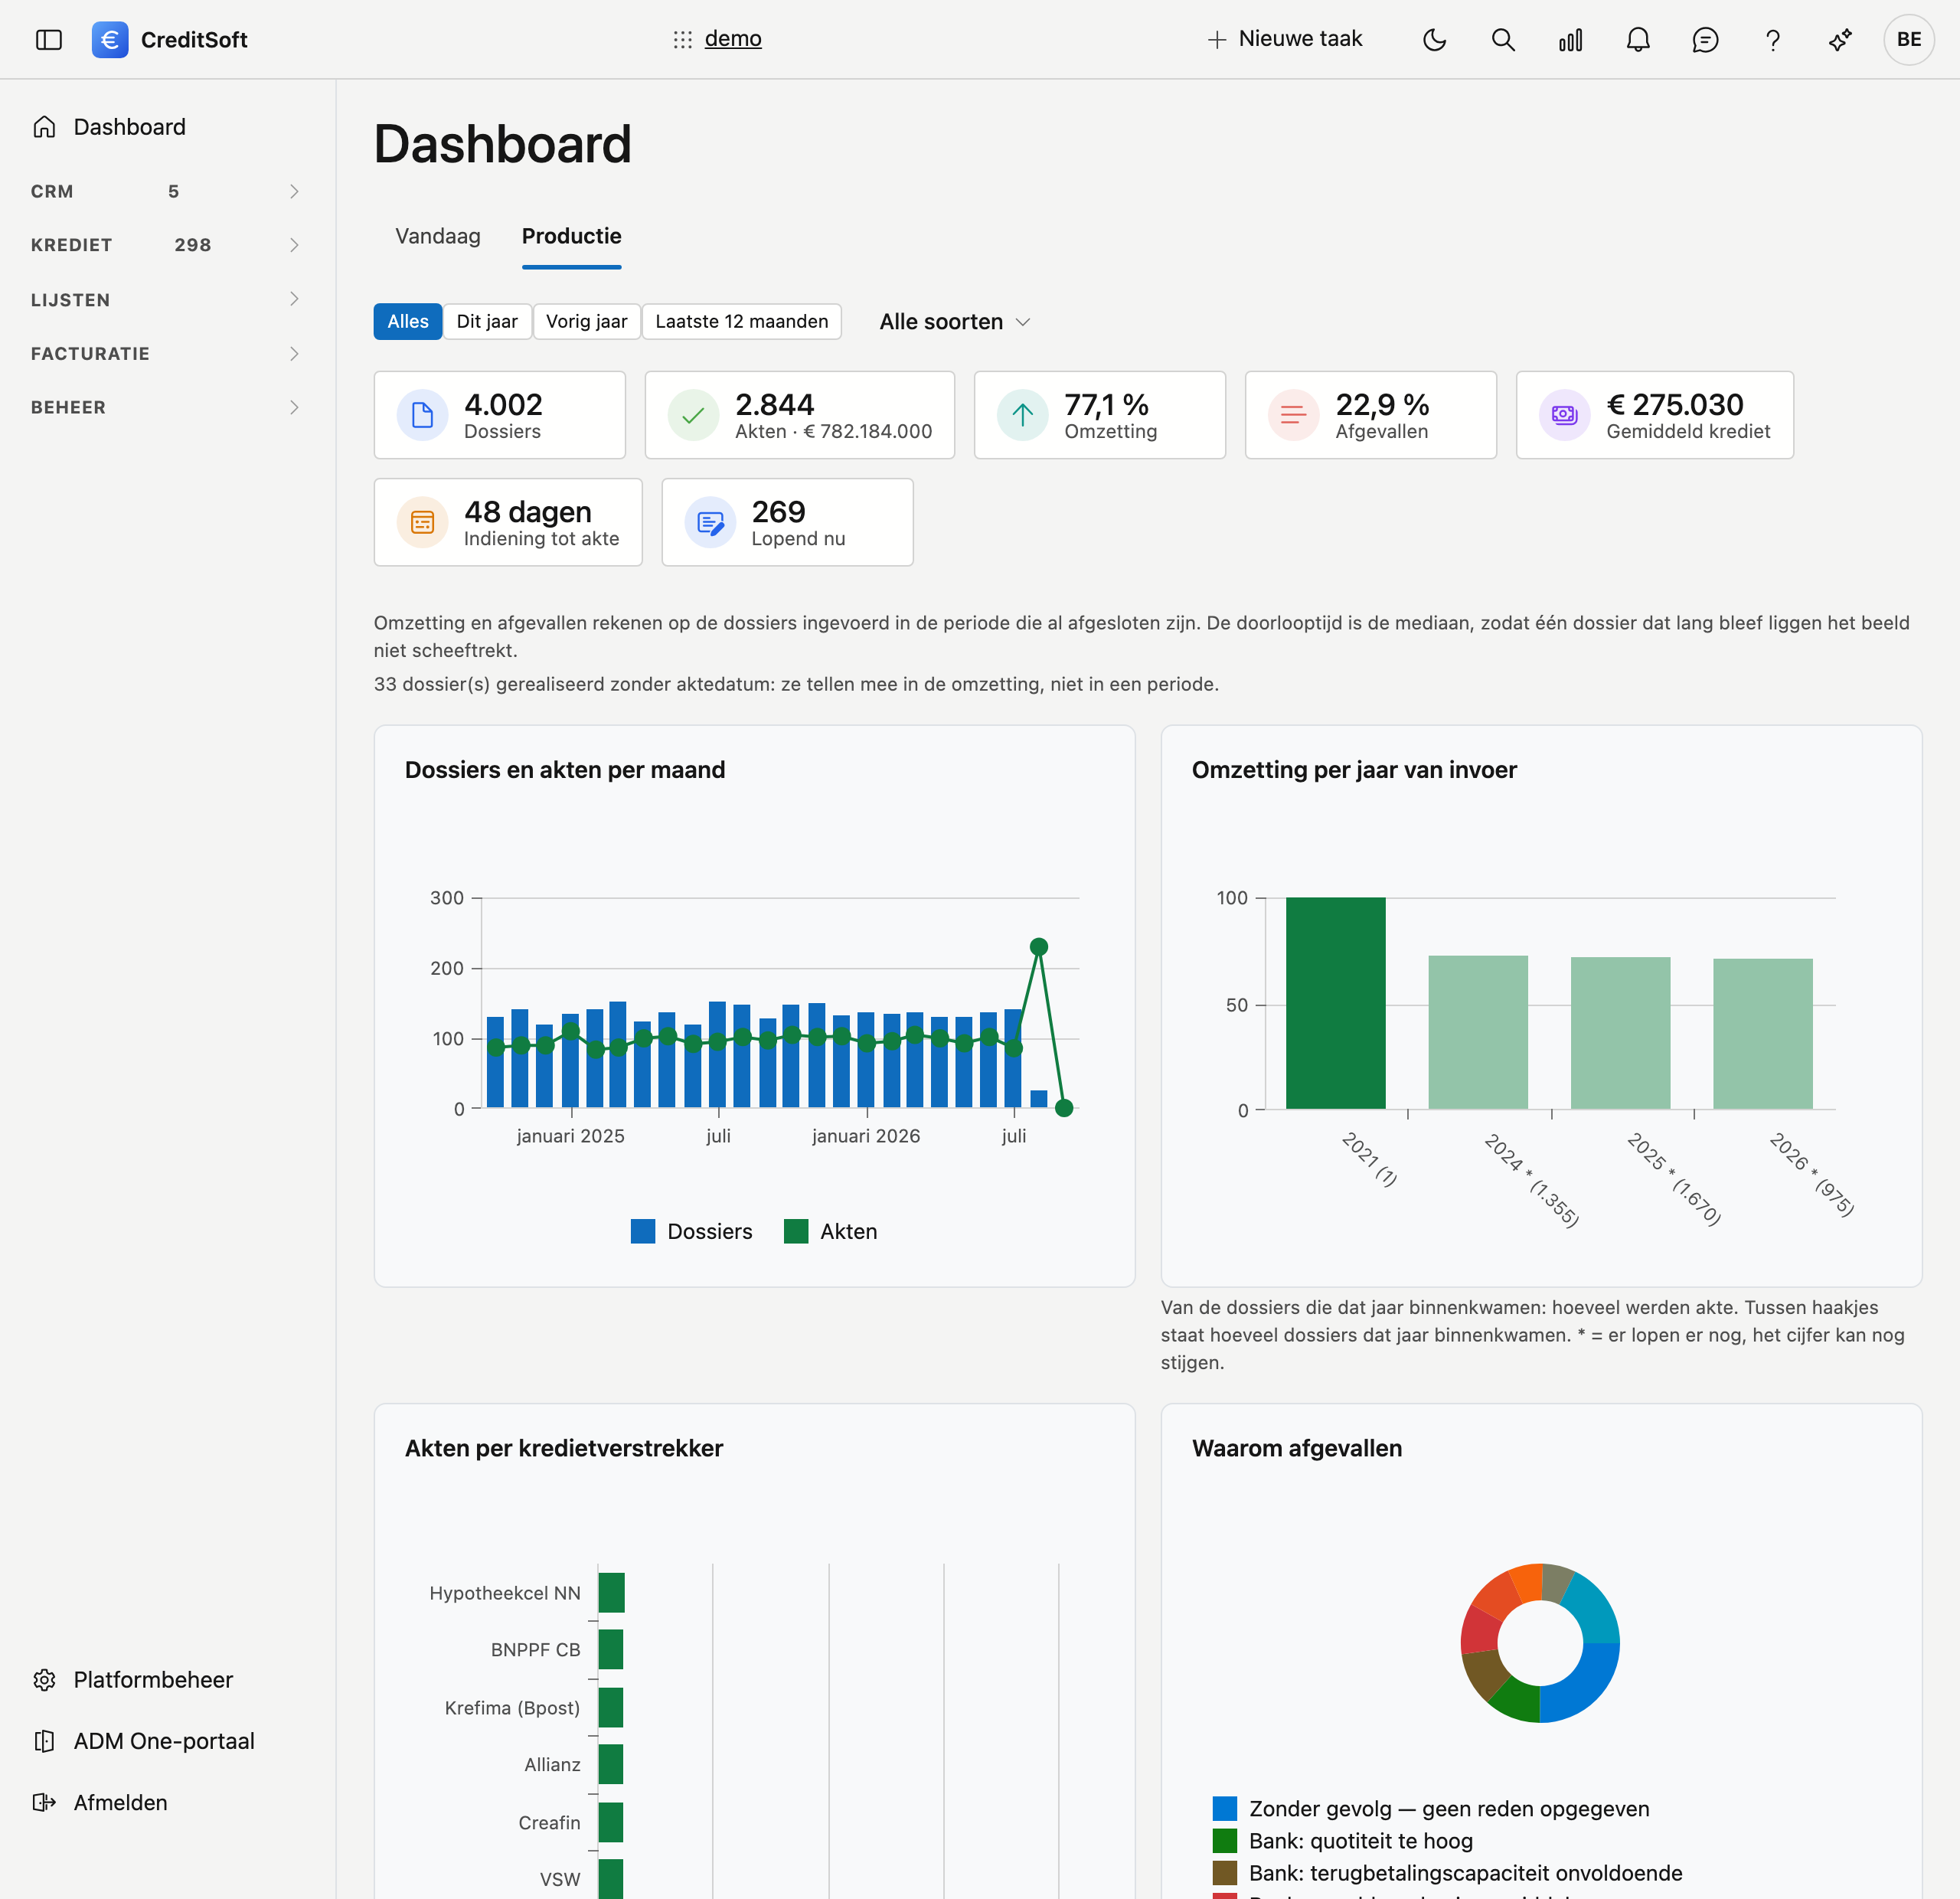 CreditSoft
demo
Nieuwe taak
BE
Dashboard
CRM 5
KREDIET 298
LIJSTEN
FACTURATIE
BEHEER
Platformbeheer
ADM One-portaal
Afmelden
Dashboard
Vandaag Productie
Alles Dit jaar Vorig jaar Laatste 12 maanden Alle soorten
4.002
Dossiers
2.844
Akten · € 782.184.000
77,1 %
Omzetting
22,9 %
Afgevallen
€ 275.030
Gemiddeld krediet
48 dagen
Indiening tot akte
269
Lopend nu
Omzetting en afgevallen rekenen op de dossiers ingevoerd in de periode die al afgesloten zijn. De doorlooptijd is de mediaan, zodat één dossier dat lang bleef liggen het beeld
niet scheeftrekt.
33 dossier(s) gerealiseerd zonder aktedatum: ze tellen mee in de omzetting, niet in een periode.
Dossiers en akten per maand
300
200
100
0
januari 2025 juli januari 2026 juli
Dossiers Akten
Omzetting per jaar van invoer
100
50
0
2021 (1) 2024 * (1.355) 2025 * (1.670) 2026 * (975)
Van de dossiers die dat jaar binnenkwamen: hoeveel werden akte. Tussen haakjes
staat hoeveel dossiers dat jaar binnenkwamen. * = er lopen er nog, het cijfer kan nog
stijgen.
Akten per kredietverstrekker
Hypotheekcel NN
BNPPF CB
Krefima (Bpost)
Allianz
Creafin
VSW
Waarom afgevallen
Zonder gevolg — geen reden opgegeven
Bank: quotiteit te hoog
Bank: terugbetalingscapaciteit onvoldoende